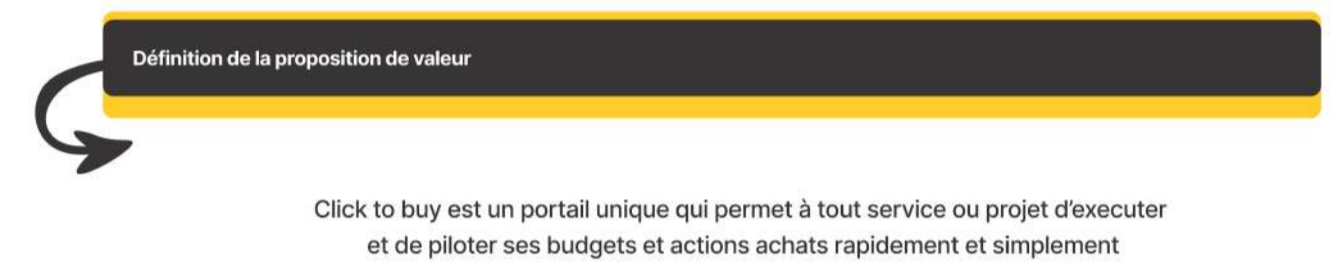 Définition de la proposition de valeur
Click to buy est un portail unique qui permet à tout service ou projet d’executer
et de piloter ses budgets et actions achats rapidement et simplement